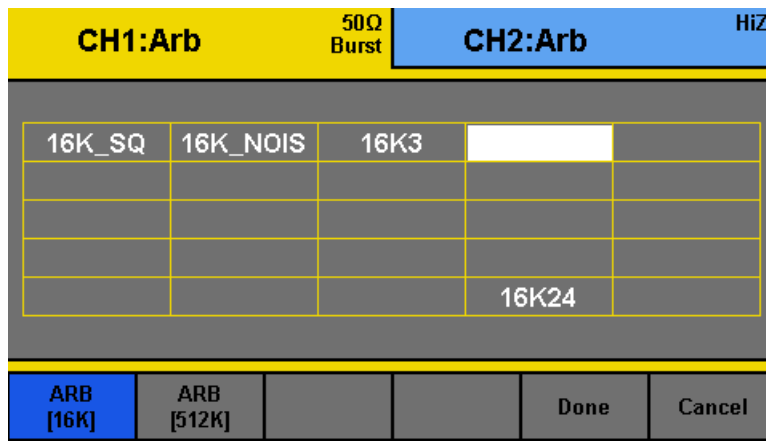 CH1:Arb
50Ω
Burst
CH2:Arb
HiZ
16K_SQ 16K_NOIS 16K3
16K24
ARB
[16K]
ARB
[512K]
Done
Cancel